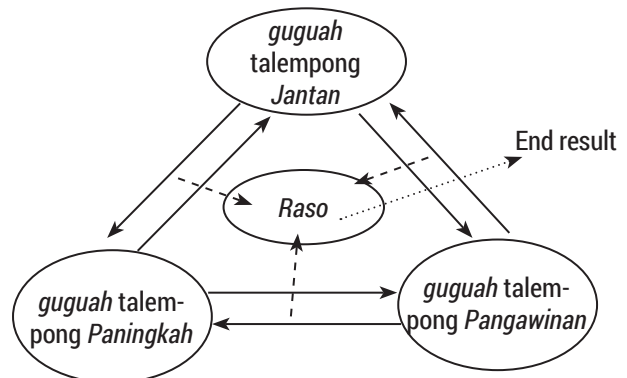 guguah
talempong
Jantan
End result
Raso
guguah talem-
pong Paningkah
guguah talem-
pong Pangawinan